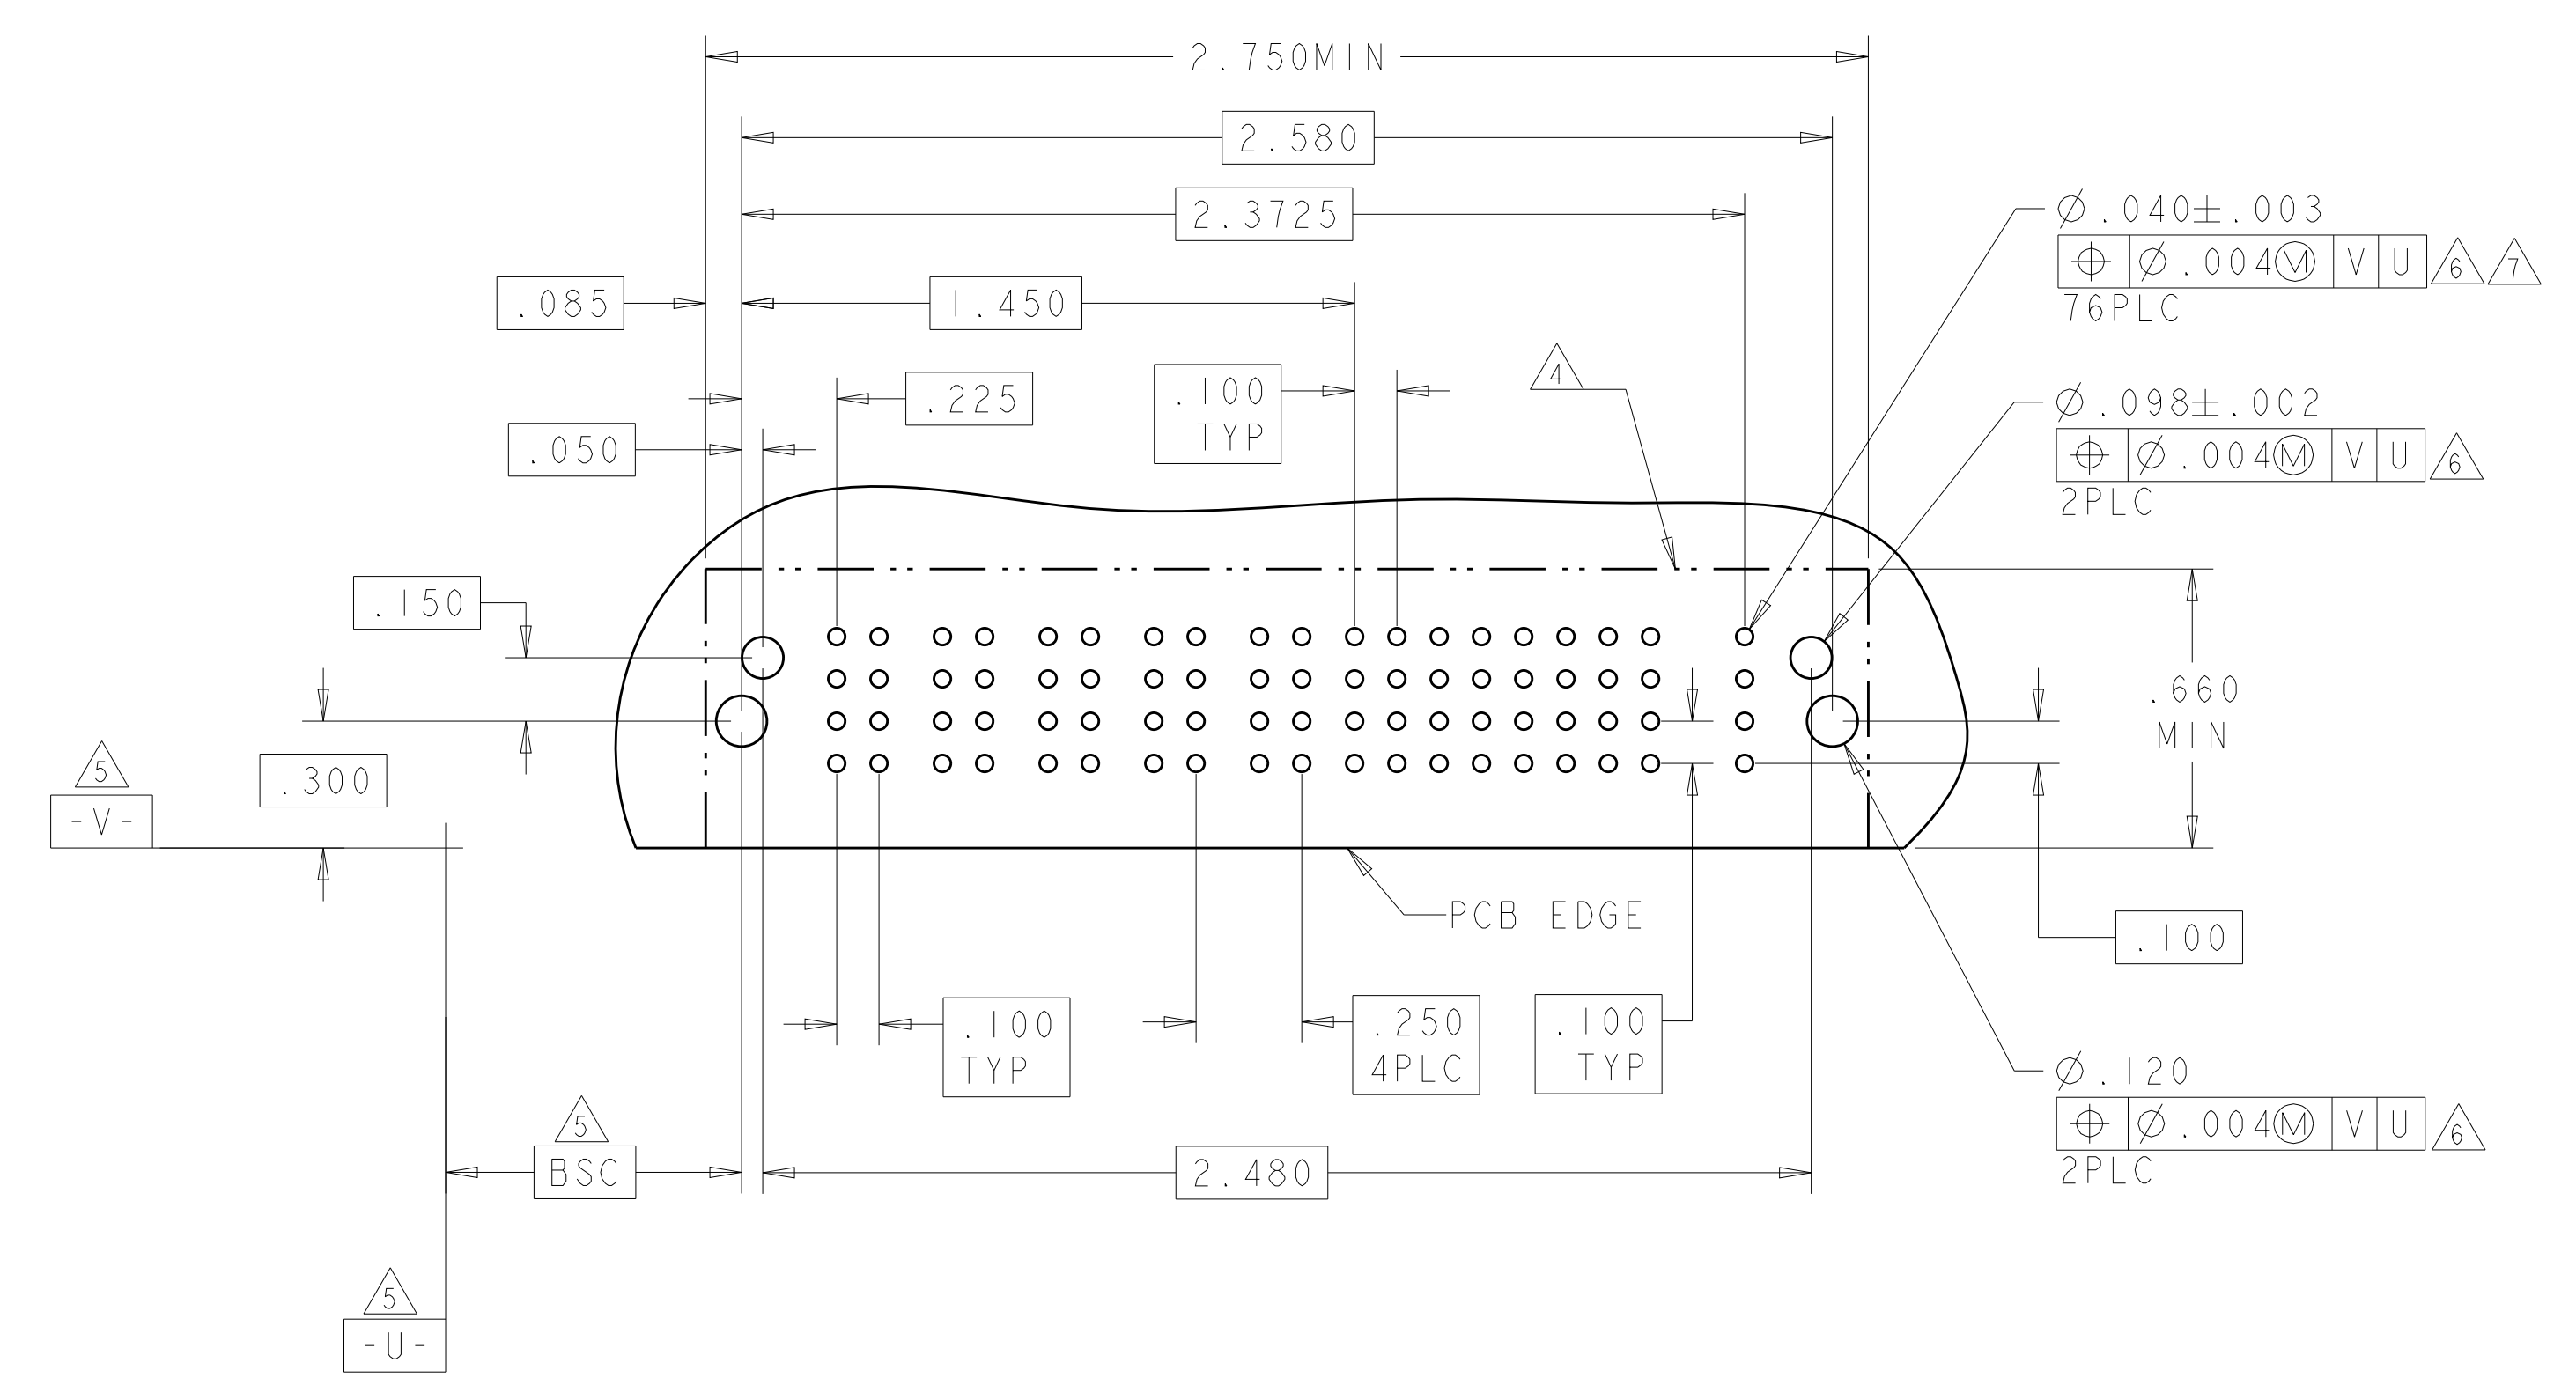 2.750MIN
2.580
2.3725
.085
1.450
.225
.100
TYP
.050
4
Ø.040±.003
⌖ Ø.004Ⓜ V U 6 7
76PLC
Ø.098±.002
⌖ Ø.004Ⓜ V U 6
2PLC
.150
.660
MIN
5
-V-
.300
PCB EDGE
.100
.100
TYP
.250
4PLC
.100
TYP
Ø.120
⌖ Ø.004Ⓜ V U 6
2PLC
5
BSC
2.480
5
-U-